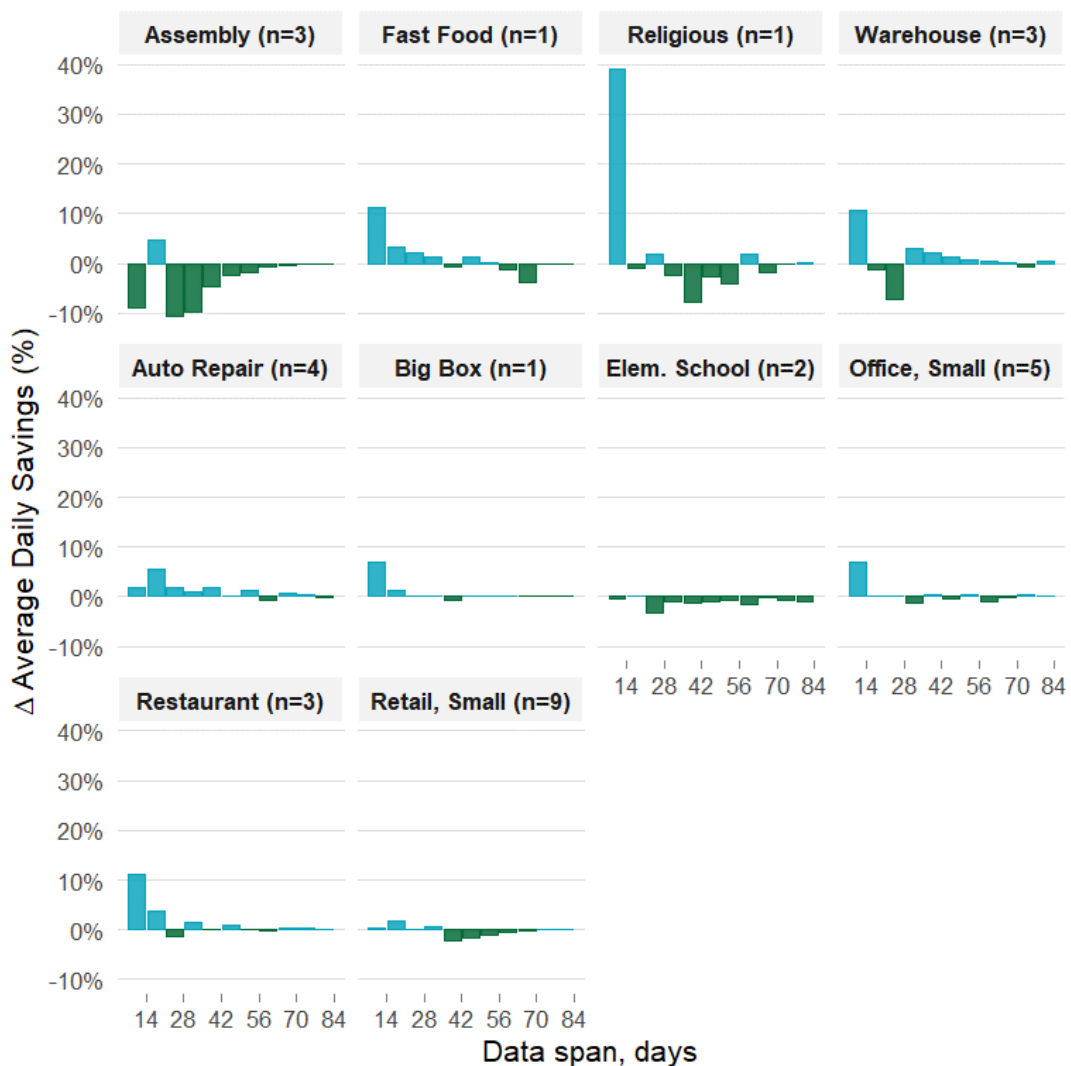 Assembly (n=3) Fast Food (n=1) Religious (n=1) Warehouse (n=3)
40%
30%
20%
10%
0%
-10%
Auto Repair (n=4) Big Box (n=1) Elem. School (n=2) Office, Small (n=5)
40%
30%
20%
10%
0%
-10%
14 28 42 56 70 84 14 28 42 56 70 84
Restaurant (n=3) Retail, Small (n=9)
40%
30%
20%
10%
0%
-10%
14 28 42 56 70 84 14 28 42 56 70 84
Δ Average Daily Savings (%)
Data span, days